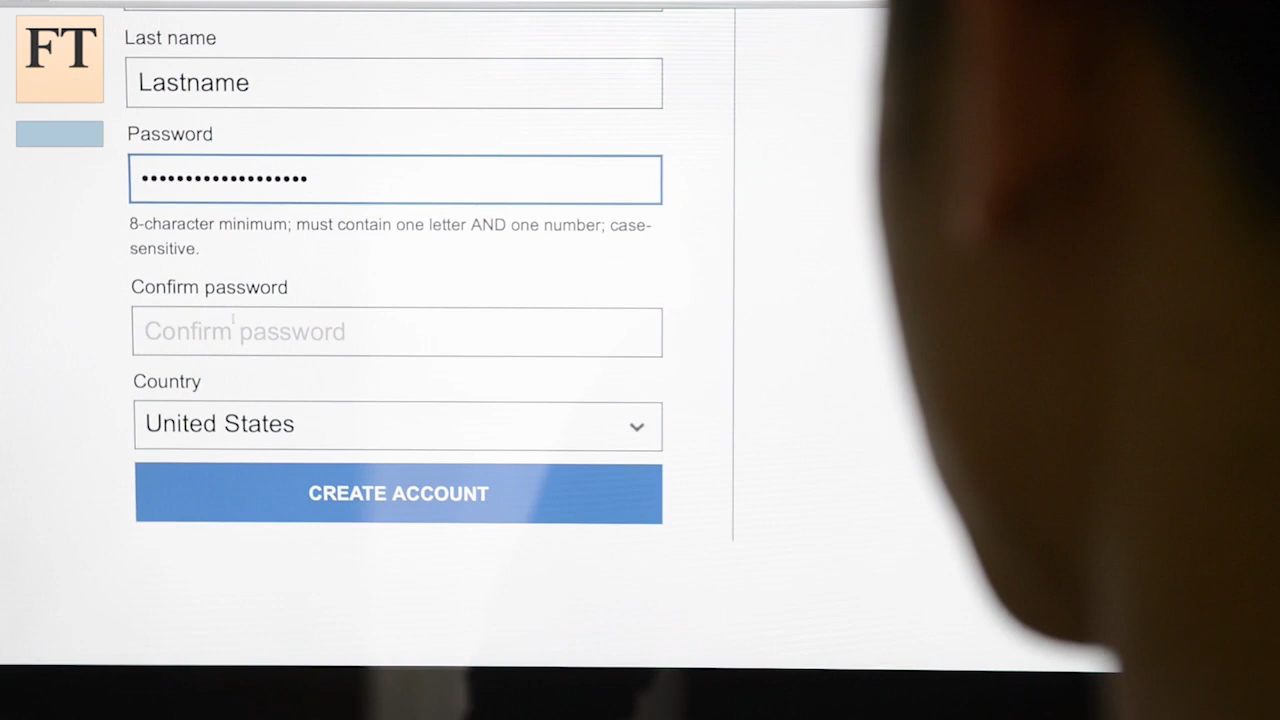 FT
Last name
Lastname
Password
•••••••••••••••••••
8-character minimum; must contain one letter AND one number; case-
sensitive.
Confirm password
Confirm password
Country
United States
CREATE ACCOUNT